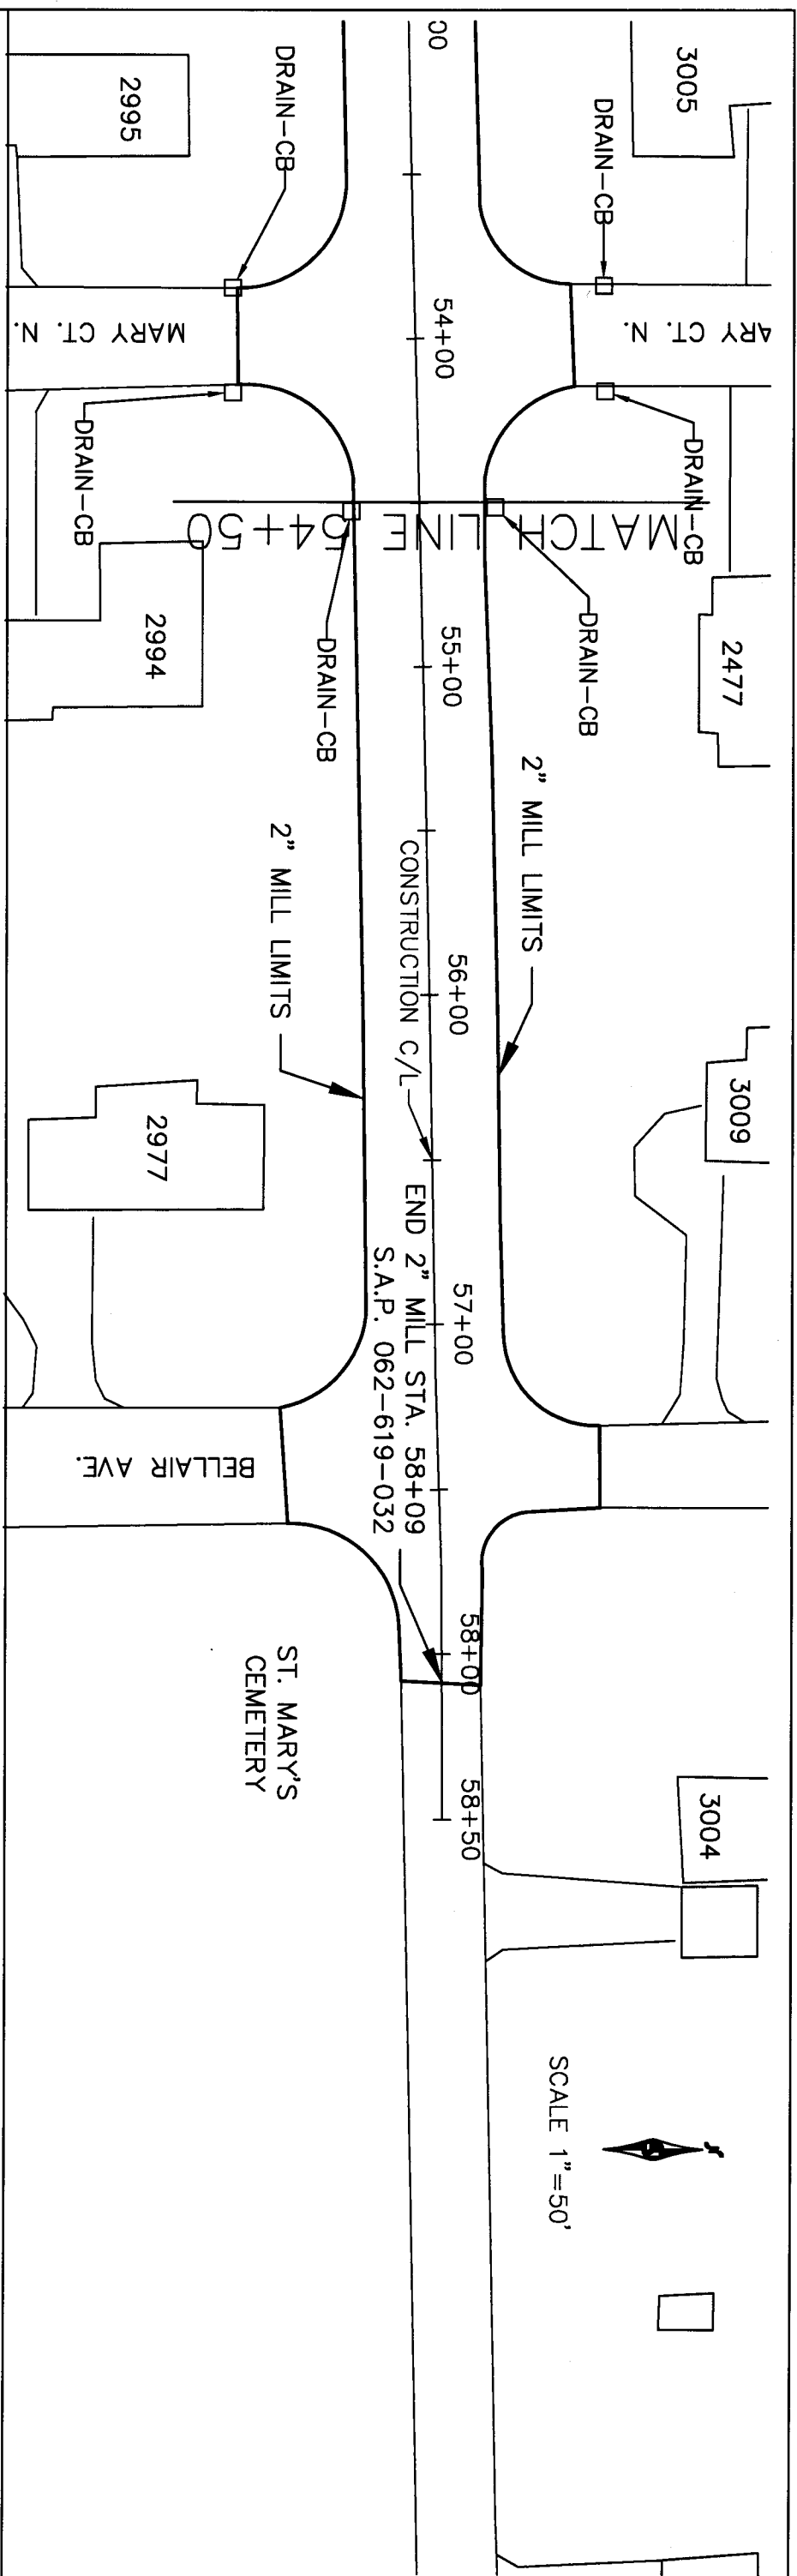 3005
DRAIN-CB
ARY CT. N.
DRAIN-CB
2477
3009
3004
2" MILL LIMITS
DRAIN-CB
SCALE 1"=50'
00
54+00
55+00
56+00
57+00
58+00
58+50
MATCH LINE 54+50
CONSTRUCTION C/L
END 2" MILL STA. 58+09
S.A.P. 062-619-032
DRAIN-CB
DRAIN-CB
2" MILL LIMITS
ST. MARY'S
CEMETERY
2995
MARY CT. N.
DRAIN-CB
2994
2977
BELLAIR AVE.